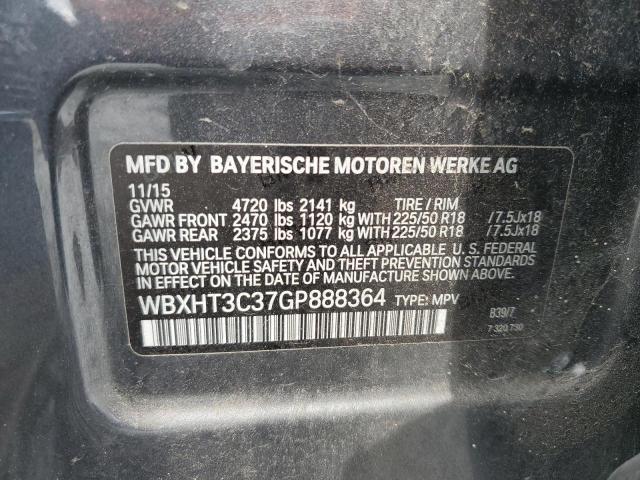 MFD BY BAYERISCHE MOTOREN WERKE AG
11/15
GVWR 4720 lbs 2141 kg TIRE / RIM
GAWR FRONT 2470 lbs 1120 kg WITH 225/50 R18 / 7.5Jx18
GAWR REAR 2375 lbs 1077 kg WITH 225/50 R18 / 7.5Jx18
THIS VEHICLE CONFORMS TO ALL APPLICABLE U. S. FEDERAL
MOTOR VEHICLE SAFETY AND THEFT PREVENTION STANDARDS
IN EFFECT ON THE DATE OF MANUFACTURE SHOWN ABOVE.
WBXHT3C37GP888364 TYPE: MPV
B39/7
7 320 730